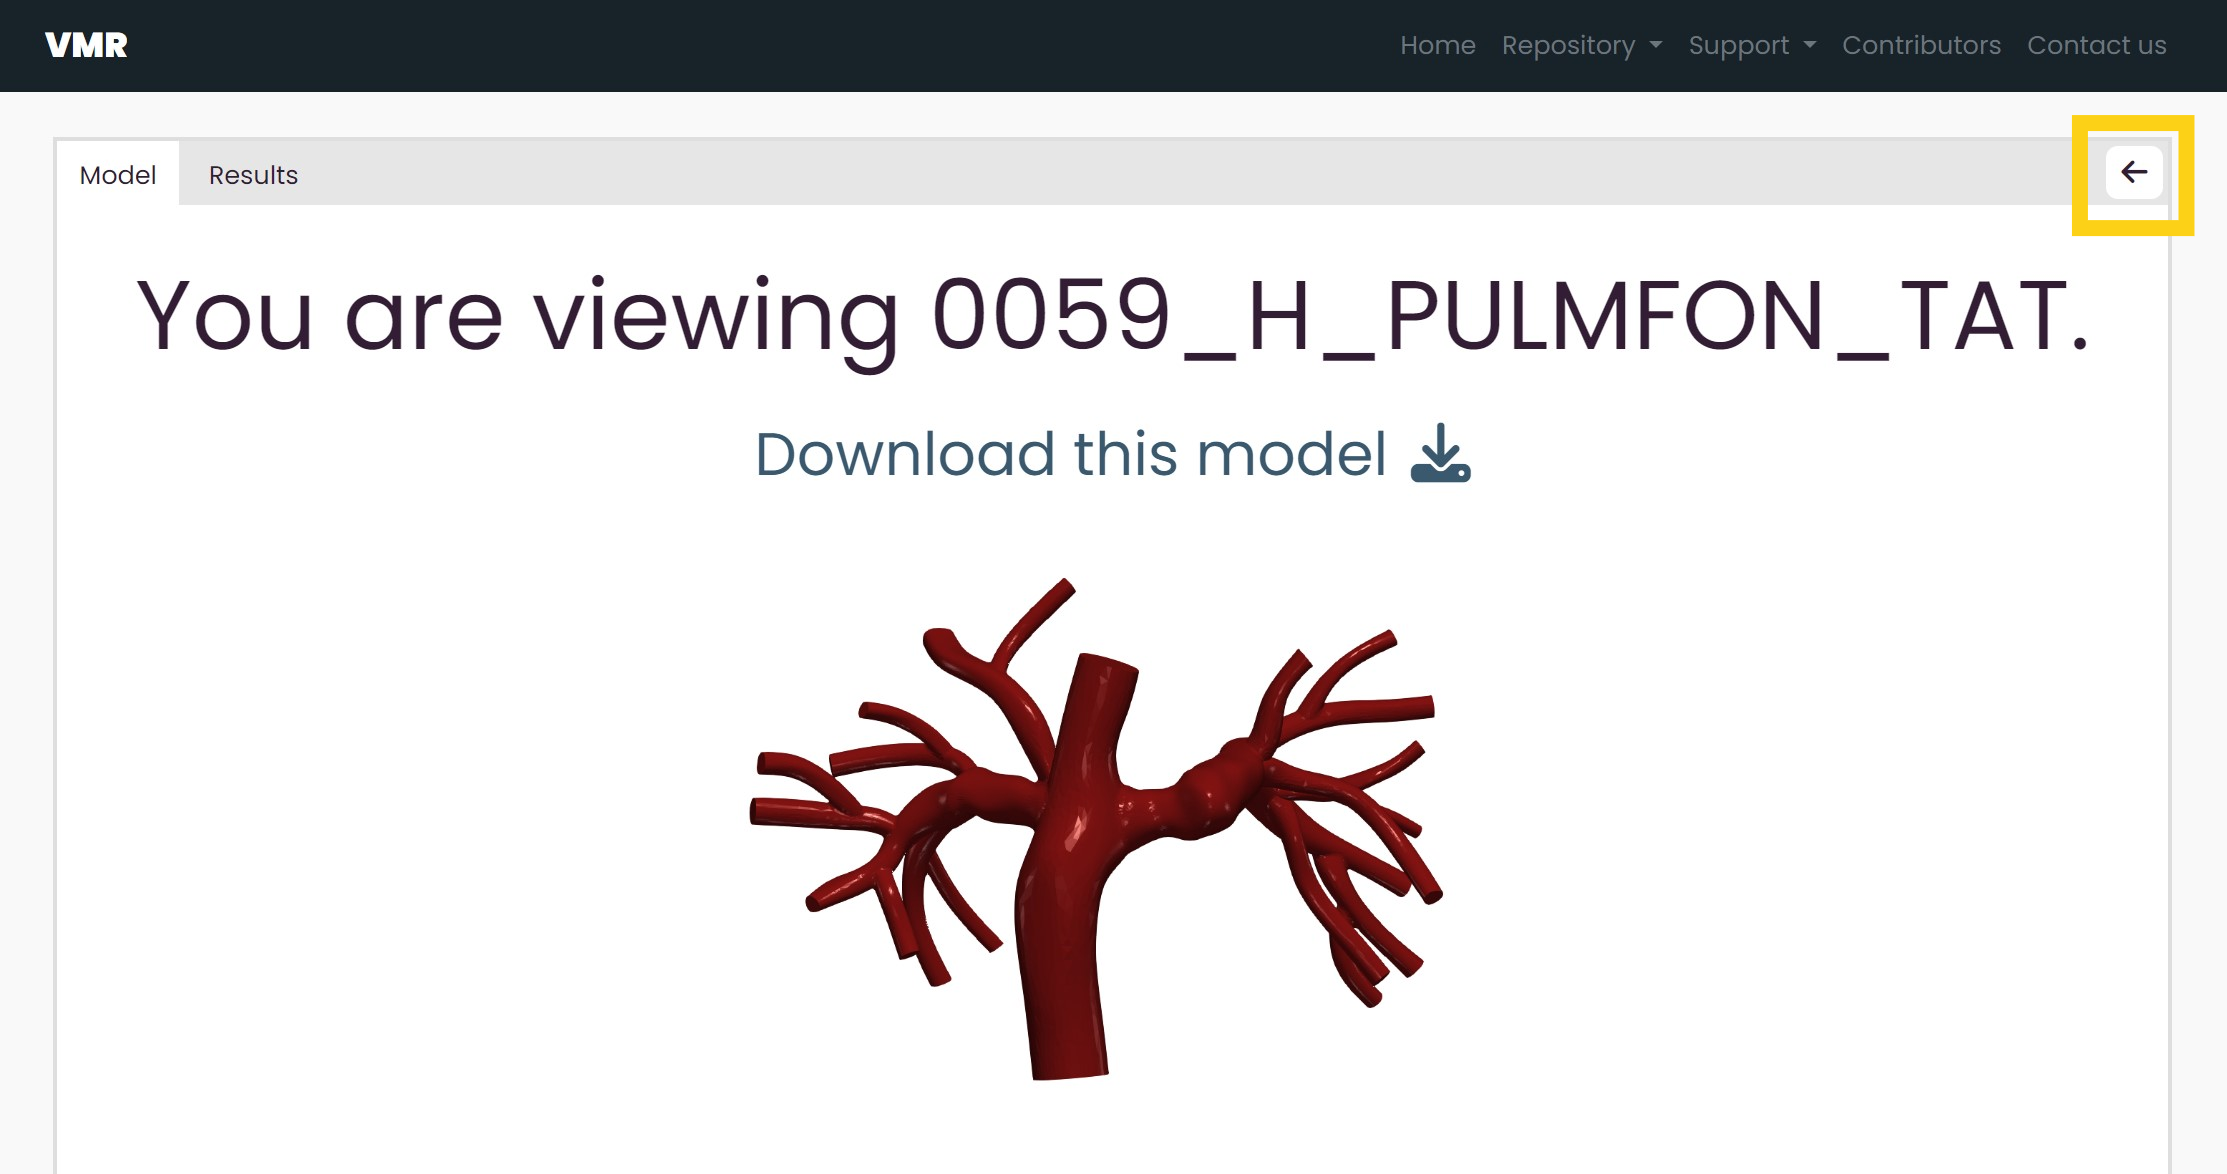 VMR
Home Repository Support Contributors Contact us
Model Results
You are viewing 0059_H_PULMFON_TAT.
Download this model